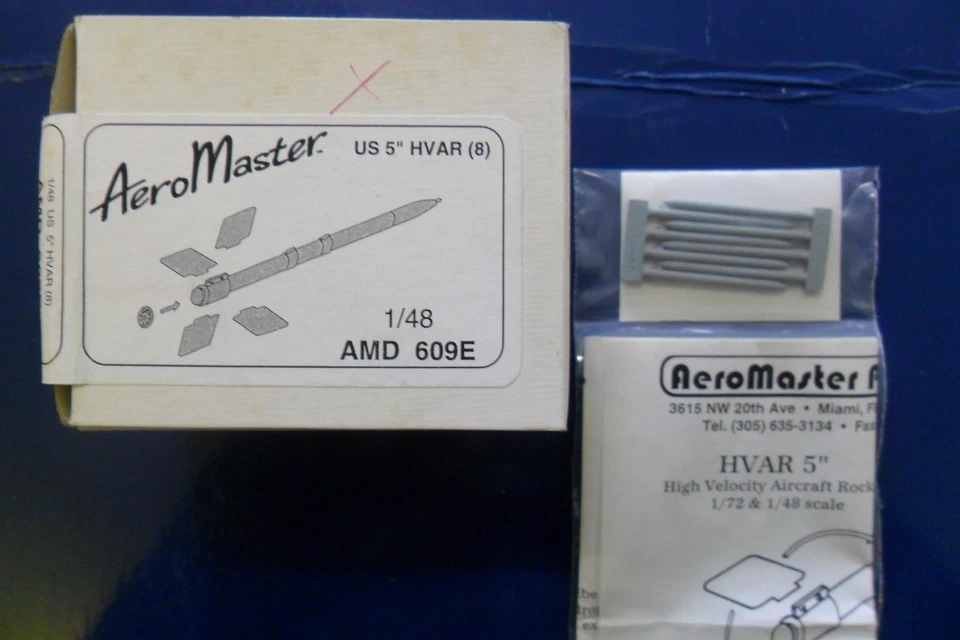 AeroMaster
US 5" HVAR (8)
1/48
AMD 609E
1/48 US 5" HVAR (8)
AeroMaster
3615 NW 20th Ave • Miami,
Tel. (305) 635-3134 •
HVAR 5"
High Velocity Aircraft
1/72 & 1/48 scale